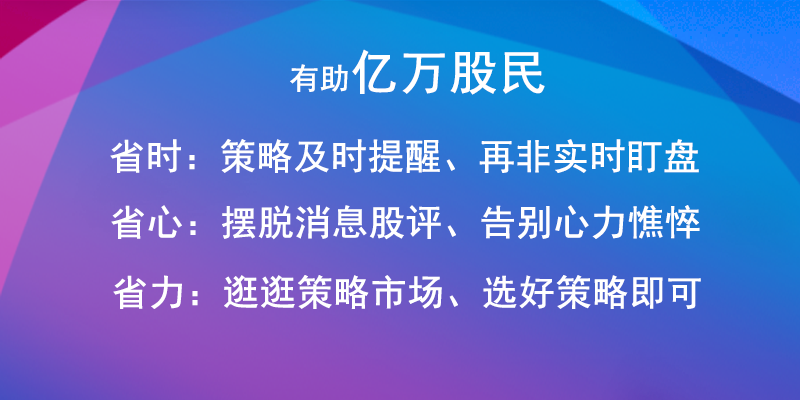 有助亿万股民
省时：策略及时提醒、再非实时盯盘
省心：摆脱消息股评、告别心力憔悴
省力：逛逛策略市场、选好策略即可